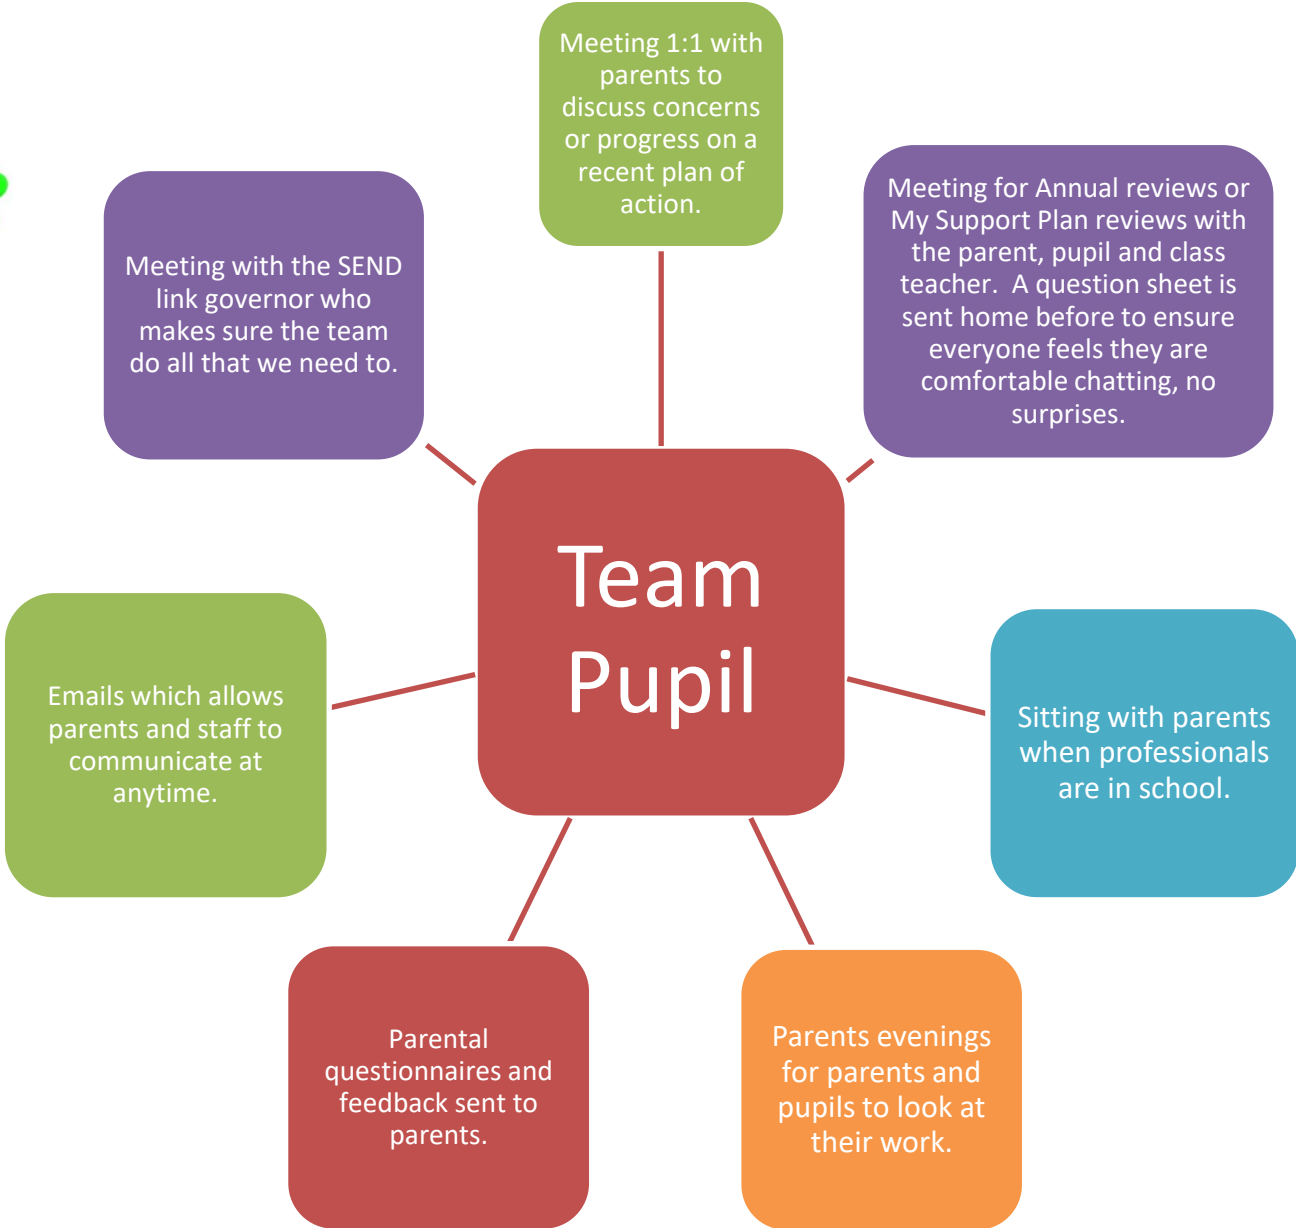 Meeting 1:1 with
parents to
discuss concerns
or progress on a
recent plan of
action.
Meeting for Annual reviews or
My Support Plan reviews with
the parent, pupil and class
teacher.  A question sheet is
sent home before to ensure
everyone feels they are
comfortable chatting, no
surprises.
Meeting with the SEND
link governor who
makes sure the team
do all that we need to.
Team
Pupil
Sitting with parents
when professionals
are in school.
Emails which allows
parents and staff to
communicate at
anytime.
Parents evenings
for parents and
pupils to look at
their work.
Parental
questionnaires and
feedback sent to
parents.